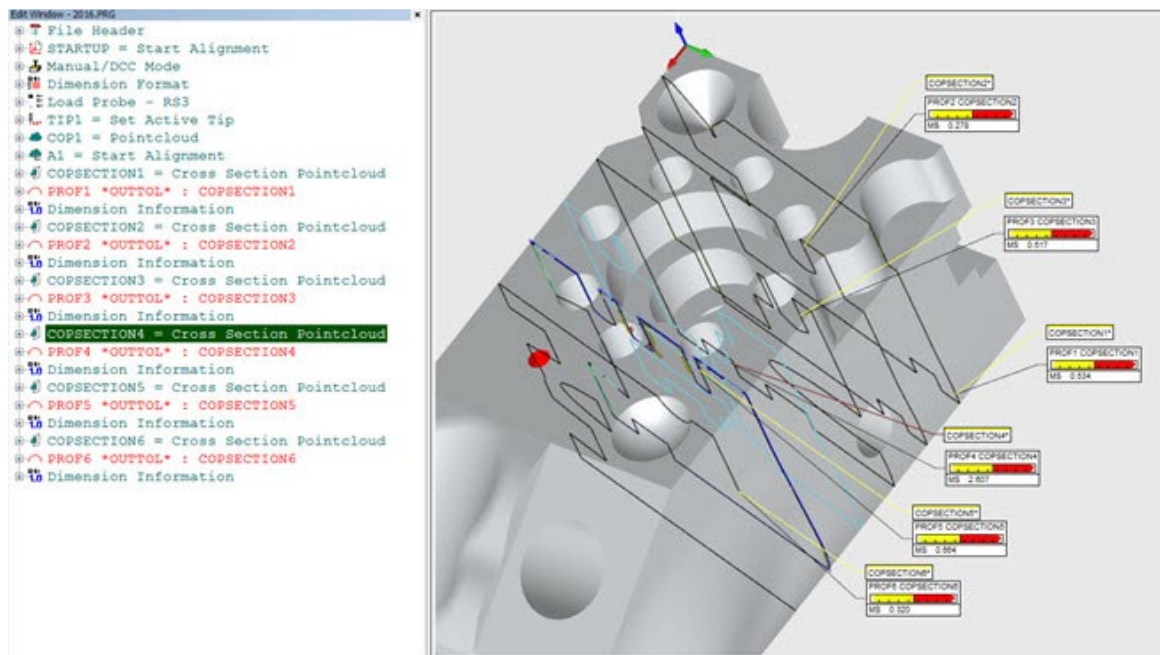 Edit Window - 2016.PRG
File Header
STARTUP = Start Alignment
Manual/DCC Mode
Dimension Format
Load Probe - RS3
TIP1 = Set Active Tip
COP1 = Pointcloud
A1 = Start Alignment
COPSECTION1 = Cross Section Pointcloud
PROF1 *OUTTOL* : COPSECTION1
Dimension Information
COPSECTION2 = Cross Section Pointcloud
PROF2 *OUTTOL* : COPSECTION2
Dimension Information
COPSECTION3 = Cross Section Pointcloud
PROF3 *OUTTOL* : COPSECTION3
Dimension Information
COPSECTION4 = Cross Section Pointcloud
PROF4 *OUTTOL* : COPSECTION4
Dimension Information
COPSECTION5 = Cross Section Pointcloud
PROF5 *OUTTOL* : COPSECTION5
Dimension Information
COPSECTION6 = Cross Section Pointcloud
PROF6 *OUTTOL* : COPSECTION6
Dimension Information
COPSECTION2*
PROF2 COPSECTION2
MS 0.278
COPSECTION3*
PROF3 COPSECTION3
MS 0.517
COPSECTION1*
PROF1 COPSECTION1
MS 0.534
COPSECTION4*
PROF4 COPSECTION4
MS 2.607
COPSECTION5*
PROF5 COPSECTION5
MS 0.664
COPSECTION6*
PROF6 COPSECTION6
MS 0.320